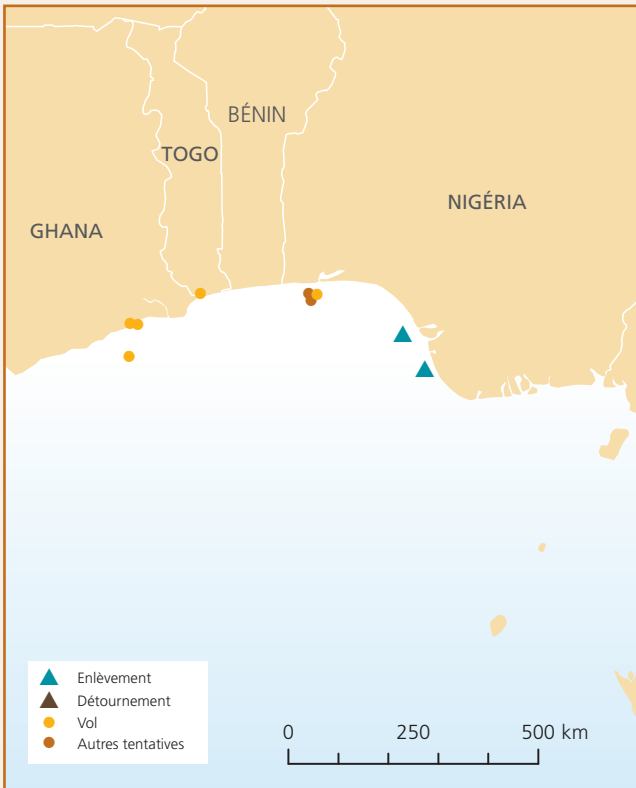 BÉNIN
TOGO
NIGÉRIA
GHANA
Enlèvement
Détournement
Vol
Autres tentatives
0 250 500 km